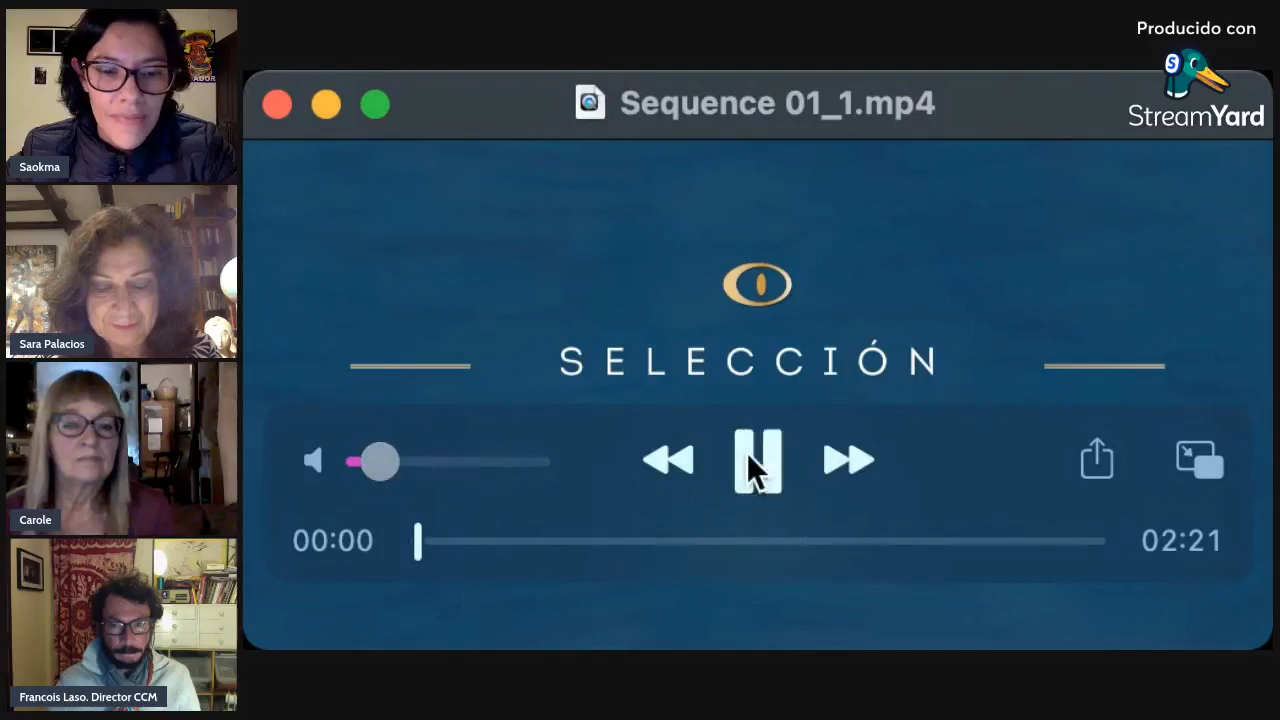 Producido con
S
StreamYard
Sequence 01_1.mp4
SELECCIÓN
00:00
02:21
ADOR
Saokma
Sara Palacios
Carole
Francois Laso. Director CCM